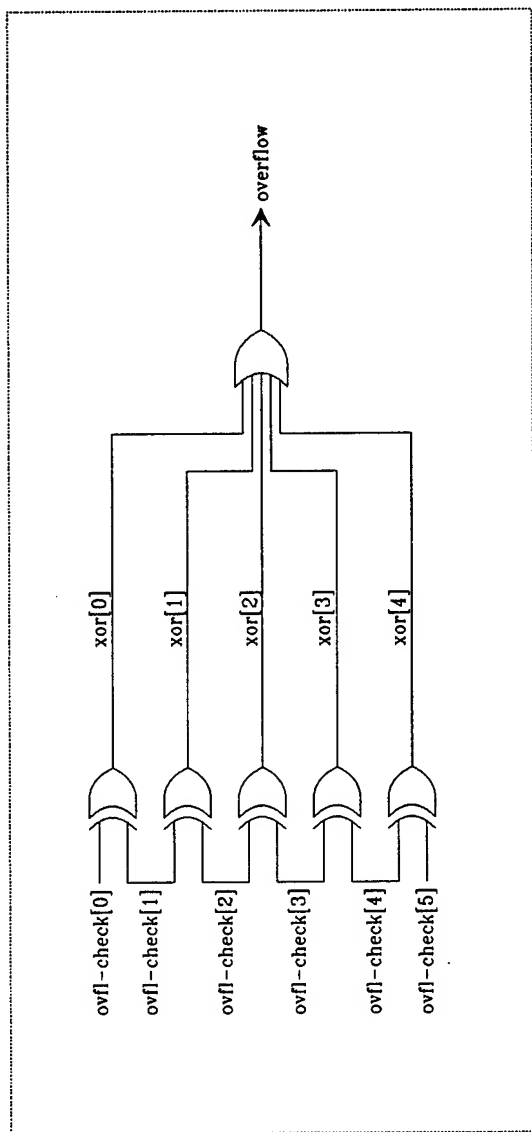 ovfl-check[0]
ovfl-check[1]
ovfl-check[2]
ovfl-check[3]
ovfl-check[4]
ovfl-check[5]
xor[0]
xor[1]
xor[2]
xor[3]
xor[4]
overflow